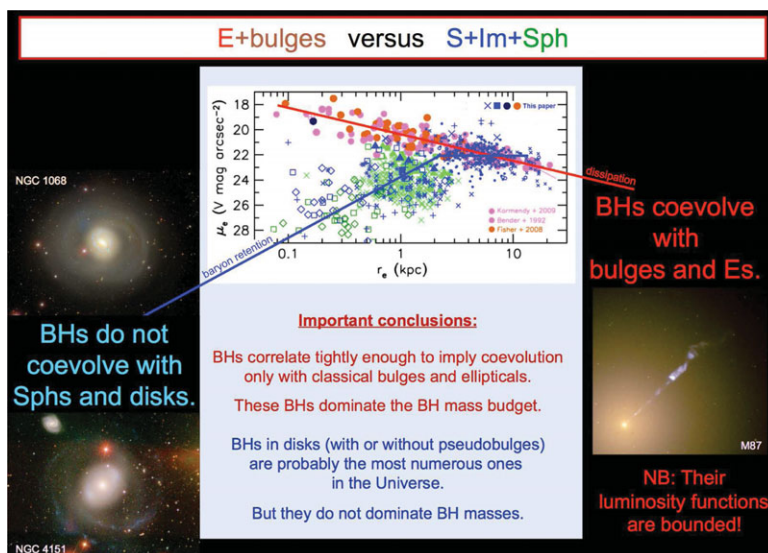 E+bulges versus S+Im+Sph
NGC 1068
BHs do not
coevolve with
Sphs and disks.
NGC 4151
18
20
22
24
26
28
μe (V mag arcsec−2)
This paper
Kormendy + 2009
Bender + 1992
Fisher + 2008
0.1
1
10
re (kpc)
baryon retention
dissipation
Important conclusions:
BHs correlate tightly enough to imply coevolution
only with classical bulges and ellipticals.
These BHs dominate the BH mass budget.
BHs in disks (with or without pseudobulges)
are probably the most numerous ones
in the Universe.
But they do not dominate BH masses.
BHs coevolve
with
bulges and Es.
M87
NB: Their
luminosity functions
are bounded!